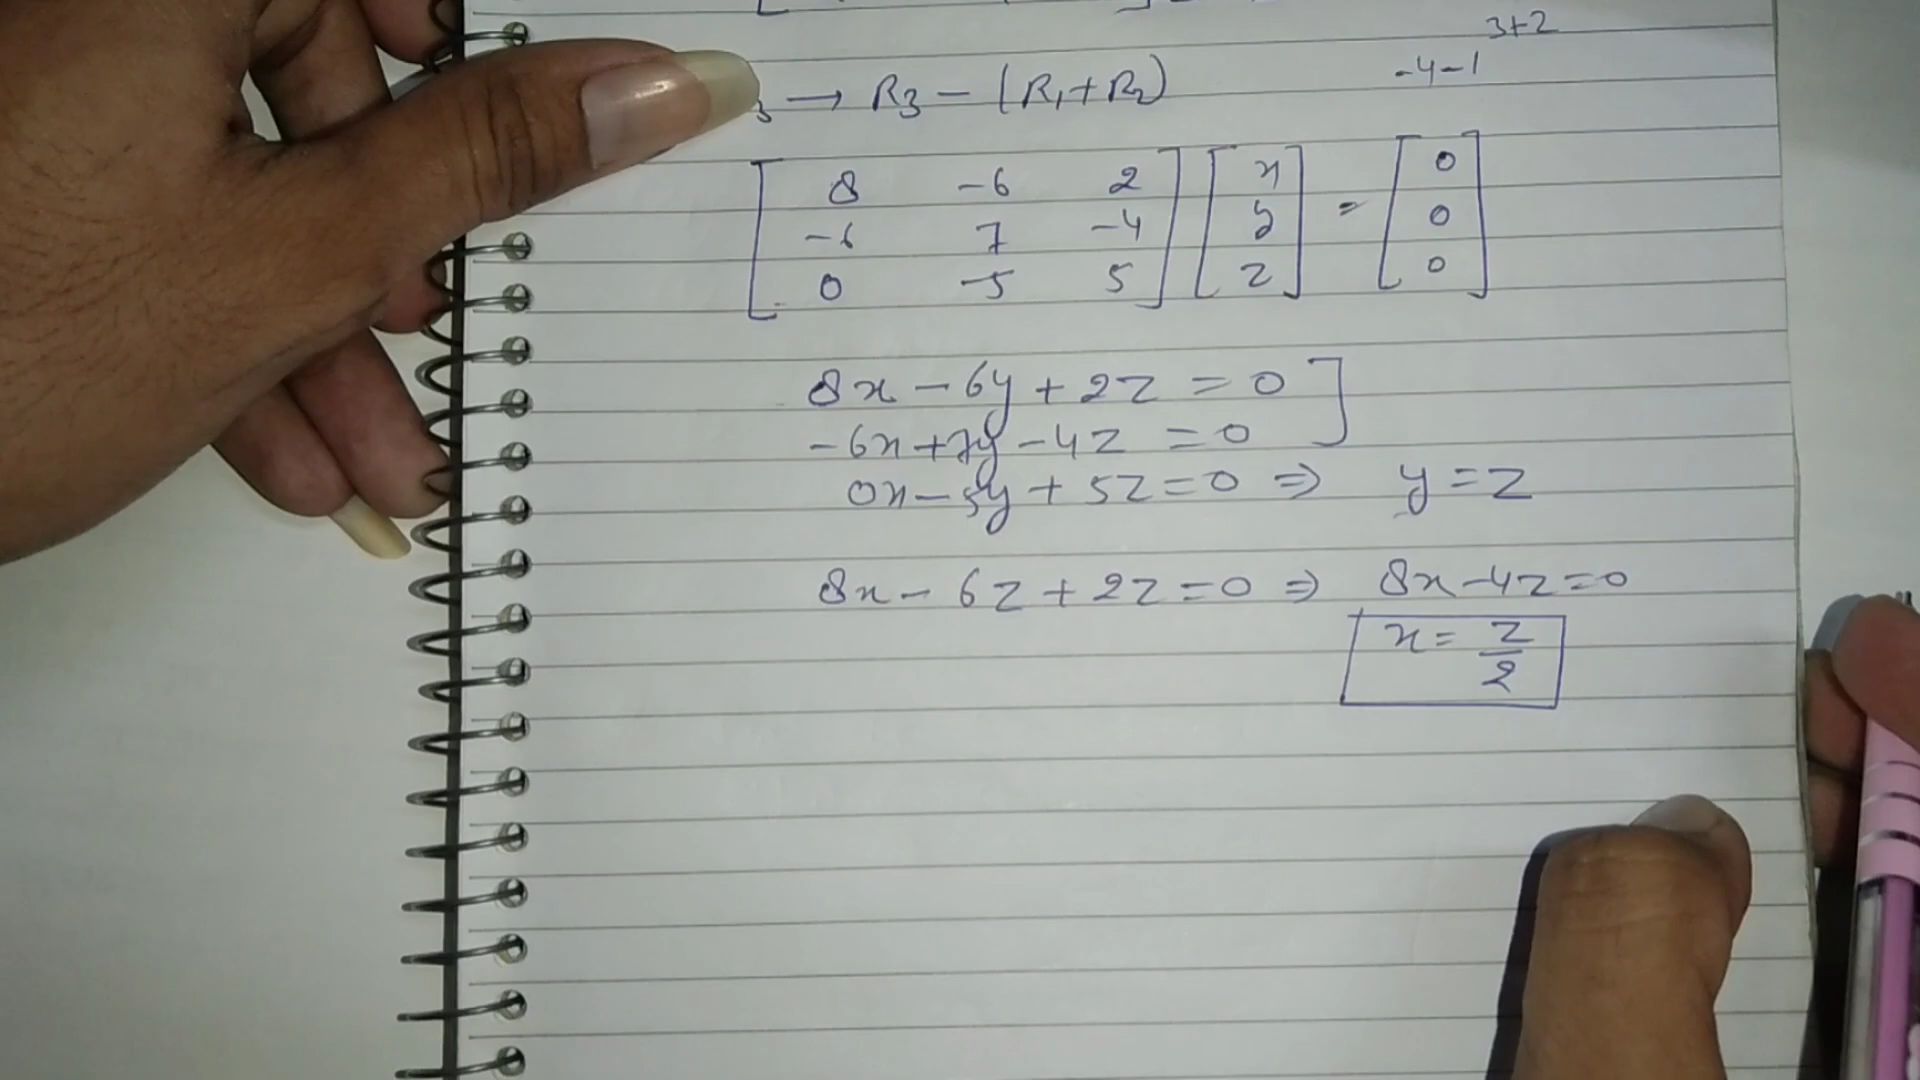 3+2
-4-1
3 → R3 - (R1+R2)
[ 8 -6 2 ] [ x ] = [ 0 ]
[ -6 7 -4 ] [ y ] [ 0 ]
[ 0 -5 5 ] [ z ] [ 0 ]
8x - 6y + 2z = 0 ]
-6x+7y-4z = 0
0x-5y+5z=0 ⇒ y=z
8x- 6z+2z=0 ⇒ 8x-4z=0
x= z/2